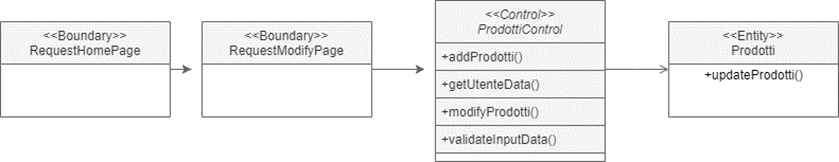 <<Boundary>>
RequestHomePage
<<Boundary>>
RequestModifyPage
<<Control>>
ProdottiControl
+addProdotti()
+getUtenteData()
+modifyProdotti()
+validateInputData()
<<Entity>>
Prodotti
+updateProdotti()